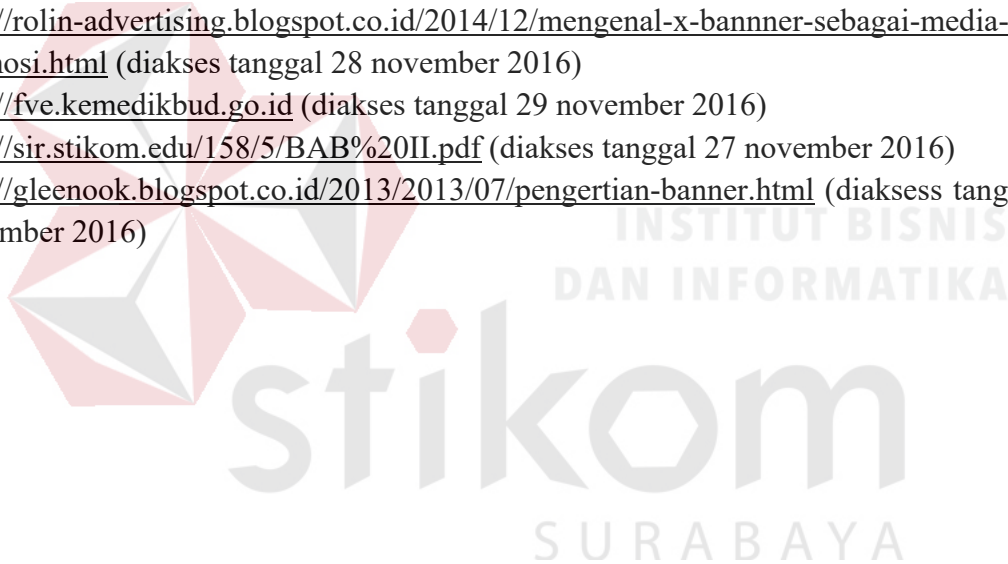 //rolin-advertising.blogspot.co.id/2014/12/mengenal-x-bannner-sebagai-media-
osi.html (diakses tanggal 28 november 2016)
//fve.kemedikbud.go.id (diakses tanggal 29 november 2016)
//sir.stikom.edu/158/5/BAB%20II.pdf (diakses tanggal 27 november 2016)
//gleenook.blogspot.co.id/2013/2013/07/pengertian-banner.html (diaksess tang
mber 2016)
INSTITUT BISNIS
DAN INFORMATIKA
stikom
SURABAYA